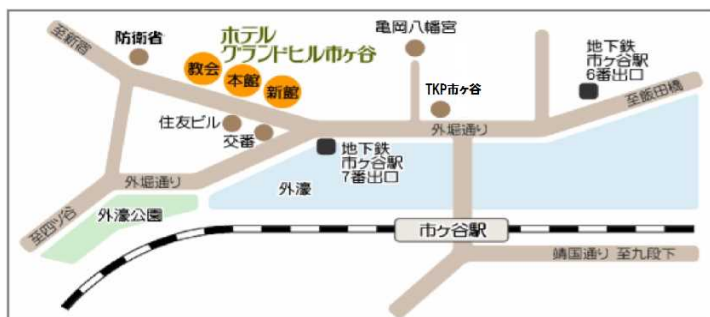 至新宿
防衛省
ホテル
グランドヒル市ヶ谷
教会
本館
新館
亀岡八幡宮
地下鉄
市ヶ谷駅
6番出口
至飯田橋
TKP市ヶ谷
住友ビル
交番
外堀通り
地下鉄
市ヶ谷駅
7番出口
外堀通り
外濠
至四ツ谷
外濠公園
市ヶ谷駅
靖国通り 至九段下